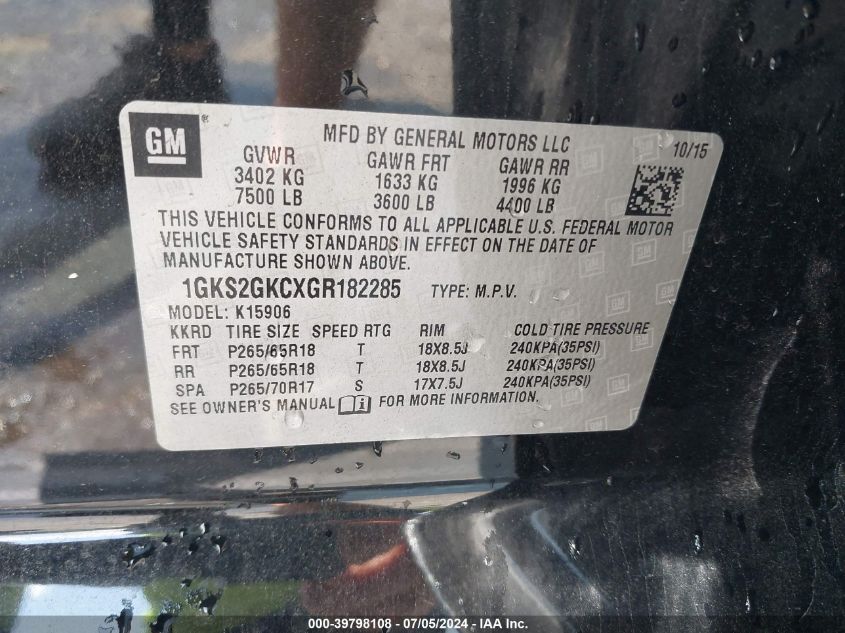 GM ®
MFD BY GENERAL MOTORS LLC 10/15
GVWR GAWR FRT GAWR RR
3402 KG 1633 KG 1996 KG
7500 LB 3600 LB 4400 LB
THIS VEHICLE CONFORMS TO ALL APPLICABLE U.S. FEDERAL MOTOR
VEHICLE SAFETY STANDARDS IN EFFECT ON THE DATE OF
MANUFACTURE SHOWN ABOVE.
1GKS2GKCXGR182285 TYPE: M.P.V.
MODEL: K15906
KKRD TIRE SIZE SPEED RTG RIM COLD TIRE PRESSURE
FRT P265/65R18 T 18X8.5J 240KPA(35PSI)
RR P265/65R18 T 18X8.5J 240KPA(35PSI)
SPA P265/70R17 S 17X7.5J 240KPA(35PSI)
SEE OWNER'S MANUAL FOR MORE INFORMATION.
000-39798108 - 07/05/2024 - ©IAA, Inc.